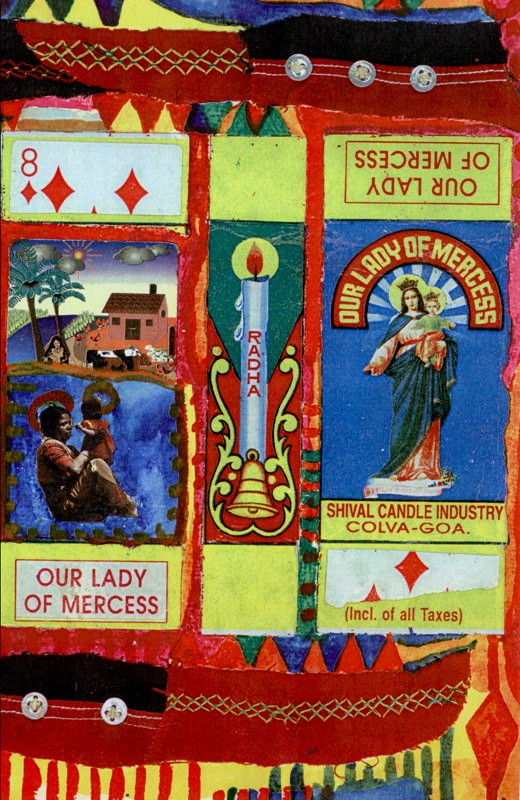 8
OUR LADY
OF MERCESS
RADHA
OUR LADY OF MERCESS
OUR LADY
OF MERCESS
SHIVAL CANDLE INDUSTRY
COLVA-GOA.
(Incl. of all Taxes)